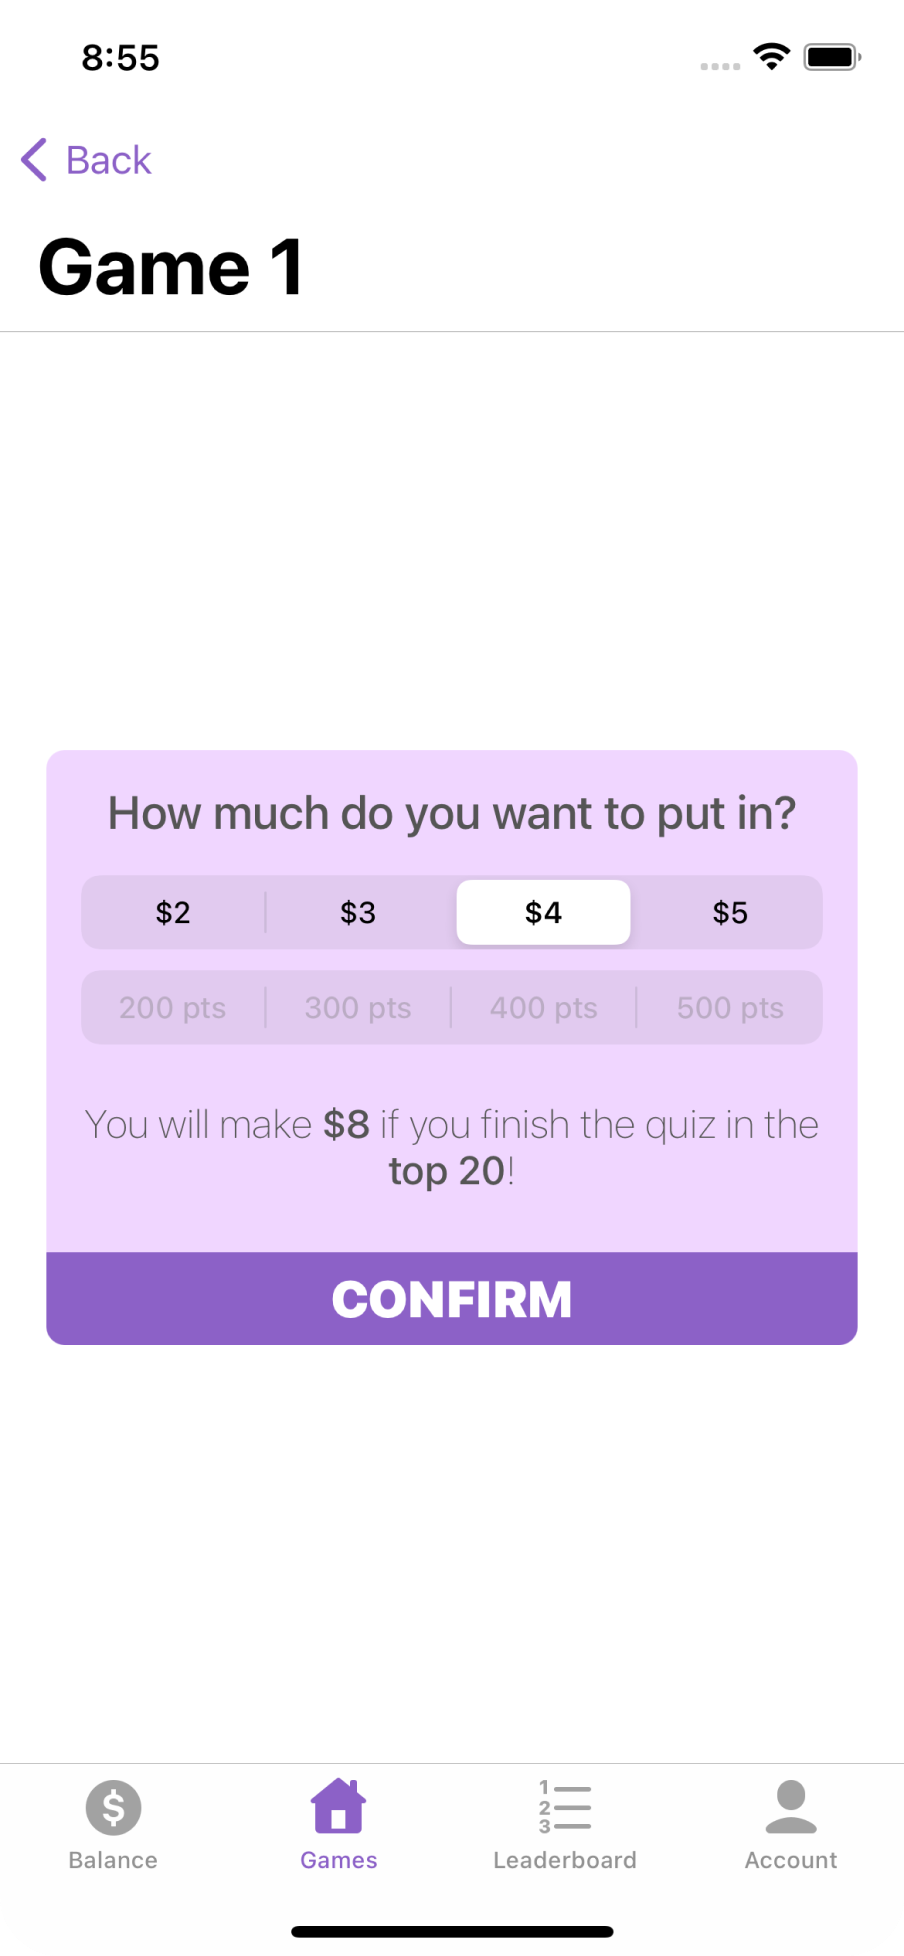 8:55
Back
Game 1
How much do you want to put in?
$2 $3 $4 $5
200 pts 300 pts 400 pts 500 pts
You will make $8 if you finish the quiz in the
top 20!
CONFIRM
$ 1 2 3
Balance Games Leaderboard Account